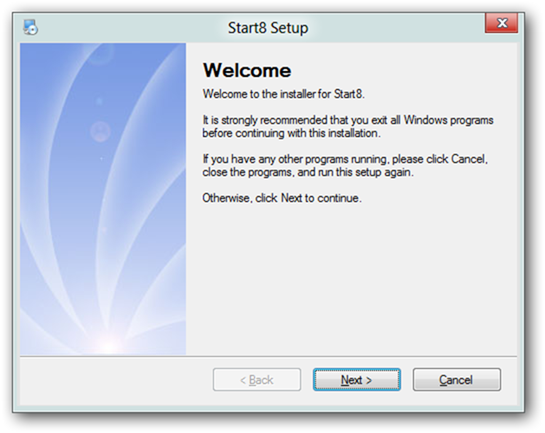 Start8 Setup
Welcome
Welcome to the installer for Start8.
It is strongly recommended that you exit all Windows programs
before continuing with this installation.
If you have any other programs running, please click Cancel,
close the programs, and run this setup again.
Otherwise, click Next to continue.
< Back
Next >
Cancel